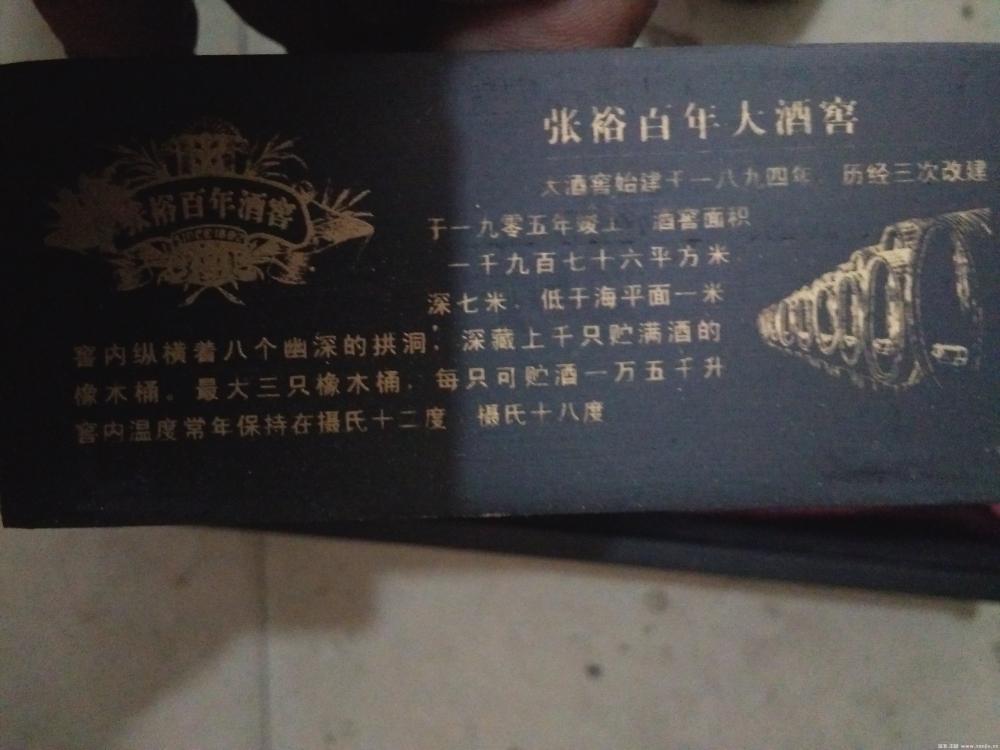 张裕百年酒窖
张裕百年大酒窖
大酒窖始建于一八九四年 历经三次改建
于一九零五年竣工 酒窖面积
一千九百七十六平方米
深七米. 低于海平面一米
窖内纵横着八个幽深的拱洞; 深藏上千只贮满酒的
橡木桶。最大三只橡木桶. 每只可贮酒一万五千升
窖内温度常年保持在摄氏十二度 摄氏十八度